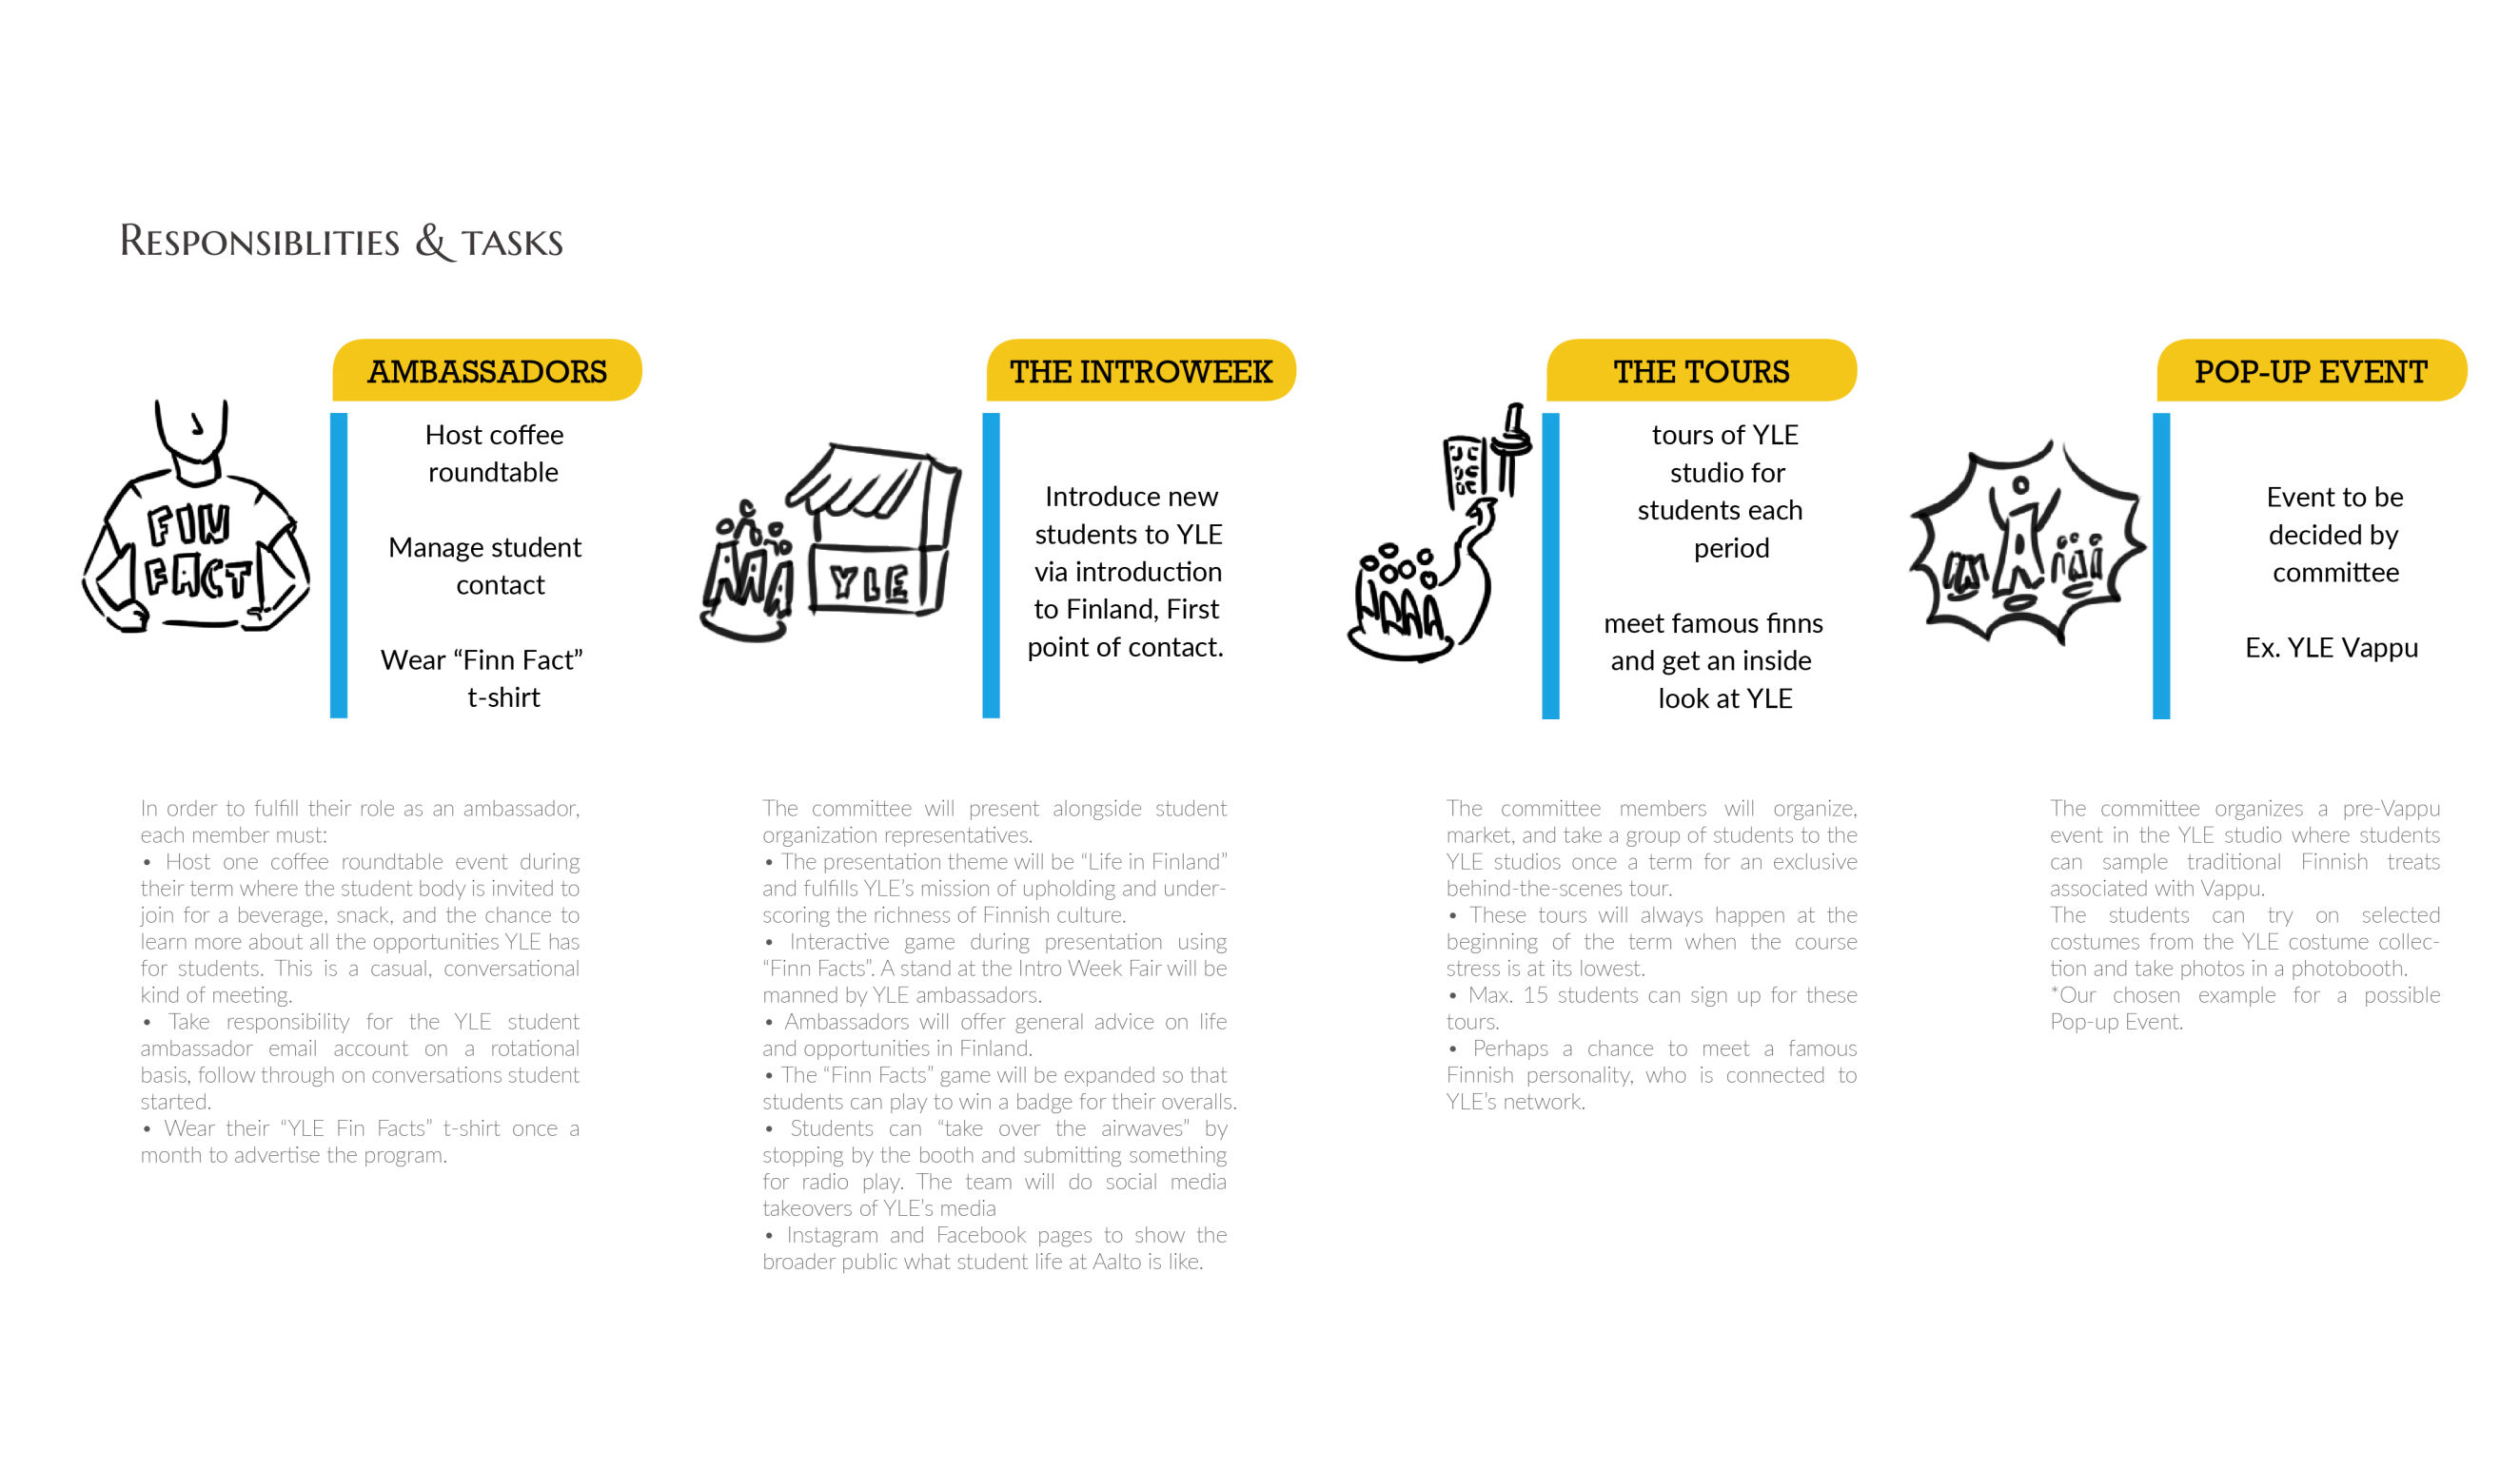 Responsiblities & tasks
AMBASSADORS
FIN
FACT
Host coffee
roundtable
Manage student
contact
Wear “Finn Fact”
t-shirt
In order to fulfill their role as an ambassador,
each member must:
• Host one coffee roundtable event during
their term where the student body is invited to
join for a beverage, snack, and the chance to
learn more about all the opportunities YLE has
for students. This is a casual, conversational
kind of meeting.
• Take responsibility for the YLE student
ambassador email account on a rotational
basis, follow through on conversations student
started.
• Wear their “YLE Fin Facts” t-shirt once a
month to advertise the program.
THE INTROWEEK
YLE
Introduce new
students to YLE
via introduction
to Finland, First
point of contact.
The committee will present alongside student
organization representatives.
• The presentation theme will be “Life in Finland”
and fulfills YLE’s mission of upholding and under-
scoring the richness of Finnish culture.
• Interactive game during presentation using
“Finn Facts”. A stand at the Intro Week Fair will be
manned by YLE ambassadors.
• Ambassadors will offer general advice on life
and opportunities in Finland.
• The “Finn Facts” game will be expanded so that
students can play to win a badge for their overalls.
• Students can “take over the airwaves” by
stopping by the booth and submitting something
for radio play. The team will do social media
takeovers of YLE’s media
• Instagram and Facebook pages to show the
broader public what student life at Aalto is like.
THE TOURS
tours of YLE
studio for
students each
period
meet famous finns
and get an inside
look at YLE
The committee members will organize,
market, and take a group of students to the
YLE studios once a term for an exclusive
behind-the-scenes tour.
• These tours will always happen at the
beginning of the term when the course
stress is at its lowest.
• Max. 15 students can sign up for these
tours.
• Perhaps a chance to meet a famous
Finnish personality, who is connected to
YLE’s network.
POP-UP EVENT
Event to be
decided by
committee
Ex. YLE Vappu
The committee organizes a pre-Vappu
event in the YLE studio where students
can sample traditional Finnish treats
associated with Vappu.
The students can try on selected
costumes from the YLE costume collec-
tion and take photos in a photobooth.
*Our chosen example for a possible
Pop-up Event.